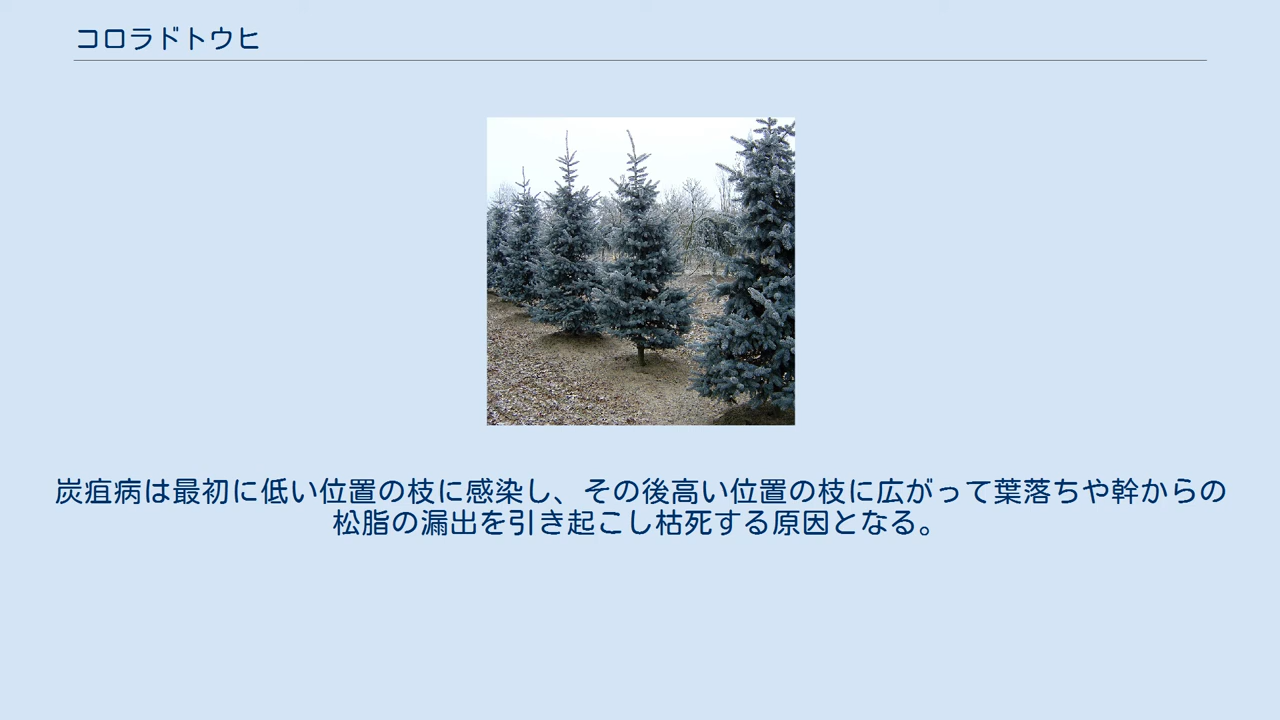 コロラドトウヒ
炭疽病は最初に低い位置の枝に感染し、その後高い位置の枝に広がって葉落ちや幹からの
松脂の漏出を引き起こし枯死する原因となる。